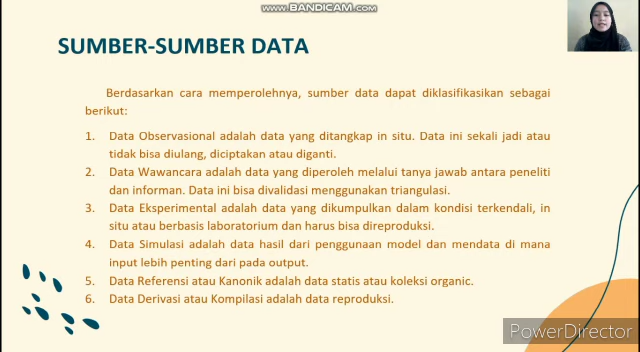 www.BANDICAM.com
SUMBER-SUMBER DATA
Berdasarkan cara memperolehnya, sumber data dapat diklasifikasikan sebagai
berikut:
1. Data Observasional adalah data yang ditangkap in situ. Data ini sekali jadi atau
tidak bisa diulang, diciptakan atau diganti.
2. Data Wawancara adalah data yang diperoleh melalui tanya jawab antara peneliti
dan informan. Data ini bisa divalidasi menggunakan triangulasi.
3. Data Eksperimental adalah data yang dikumpulkan dalam kondisi terkendali, in
situ atau berbasis laboratorium dan harus bisa direproduksi.
4. Data Simulasi adalah data hasil dari penggunaan model dan mendata di mana
input lebih penting dari pada output.
5. Data Referensi atau Kanonik adalah data statis atau koleksi organic.
6. Data Derivasi atau Kompilasi adalah data reproduksi.
PowerDirector